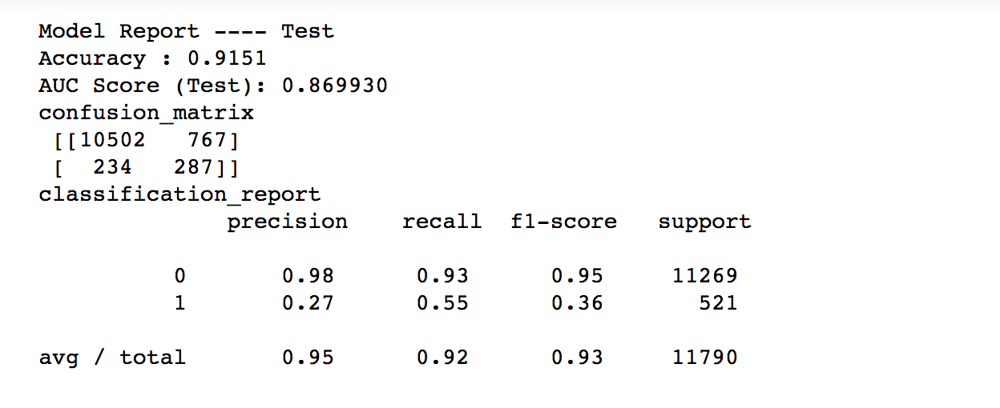 Model Report ---- Test
Accuracy : 0.9151
AUC Score (Test): 0.869930
confusion_matrix
[[10502 767]
[ 234 287]]
classification_report
precision recall f1-score support
0 0.98 0.93 0.95 11269
1 0.27 0.55 0.36 521
avg / total 0.95 0.92 0.93 11790